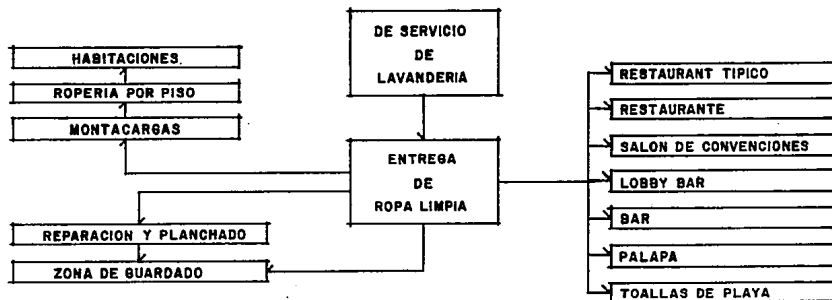 HABITACIONES
ROPERIA POR PISO
MONTACARGAS
REPARACION Y PLANCHADO
ZONA DE GUARDADO
DE SERVICIO
DE
LAVANDERIA
ENTREGA
DE
ROPA LIMPIA
RESTAURANT TIPICO
RESTAURANTE
SALON DE CONVENCIONES
LOBBY BAR
BAR
PALAPA
TOALLAS DE PLAYA